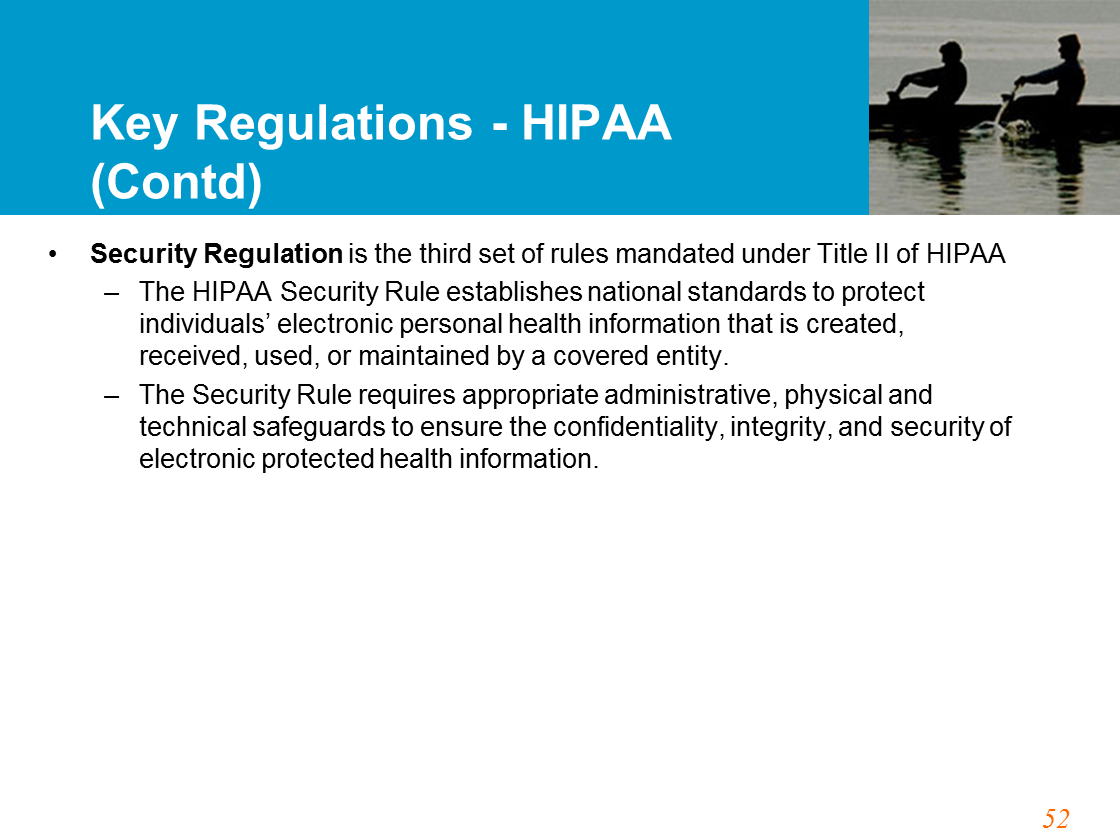 Key Regulations - HIPAA
(Contd)
• Security Regulation is the third set of rules mandated under Title II of HIPAA
– The HIPAA Security Rule establishes national standards to protect
individuals’ electronic personal health information that is created,
received, used, or maintained by a covered entity.
– The Security Rule requires appropriate administrative, physical and
technical safeguards to ensure the confidentiality, integrity, and security of
electronic protected health information.
52